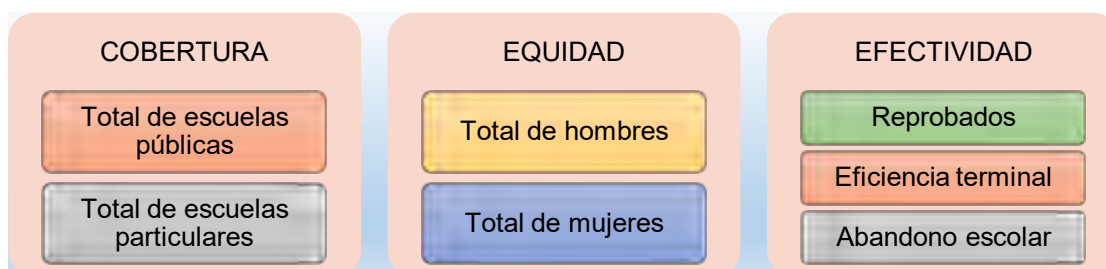 COBERTURA
Total de escuelas
públicas
Total de escuelas
particulares
EQUIDAD
Total de hombres
Total de mujeres
EFECTIVIDAD
Reprobados
Eficiencia terminal
Abandono escolar